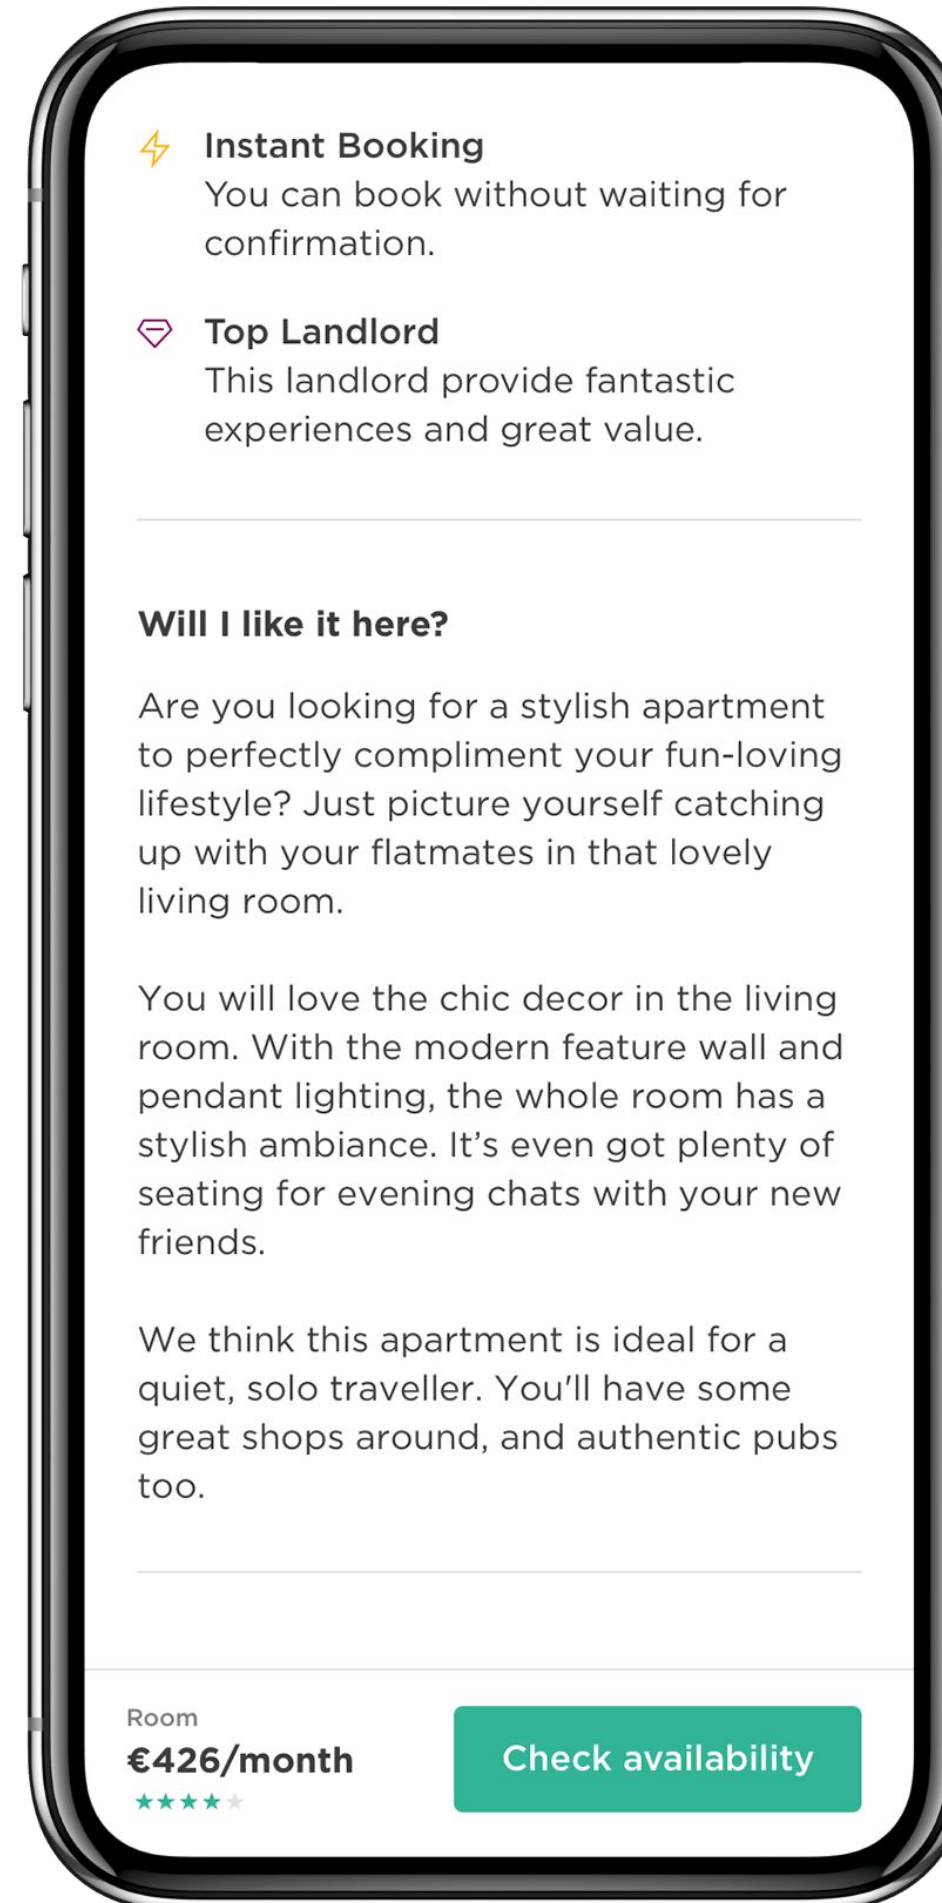 Instant Booking
You can book without waiting for
confirmation.
Top Landlord
This landlord provide fantastic
experiences and great value.
Will I like it here?
Are you looking for a stylish apartment
to perfectly compliment your fun-loving
lifestyle? Just picture yourself catching
up with your flatmates in that lovely
living room.
You will love the chic decor in the living
room. With the modern feature wall and
pendant lighting, the whole room has a
stylish ambiance. It’s even got plenty of
seating for evening chats with your new
friends.
We think this apartment is ideal for a
quiet, solo traveller. You'll have some
great shops around, and authentic pubs
too.
Room
€426/month
Check availability